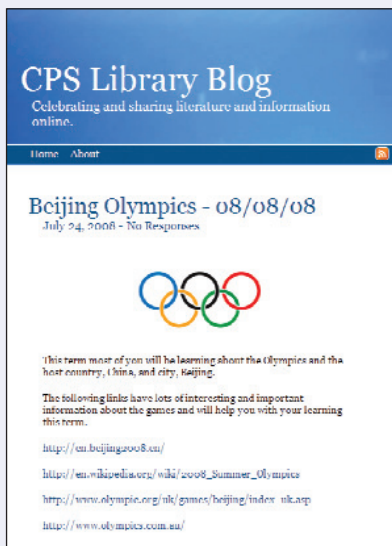 CPS Library Blog
Celebrating and sharing literature and information
online.
Home About
Beijing Olympics - 08/08/08
July 24, 2008 - No Responses
This term most of you will be learning about the Olympics and the
host country, China, and city, Beijing.
The following links have lots of interesting and important
information about the games and will help you with your learning
this term.
http://en.beijing2008.cn/
http://en.wikipedia.org/wiki/2008_Summer_Olympics
http://www.olympic.org/uk/games/beijing/index_uk.asp
http://www.olympics.com.au/